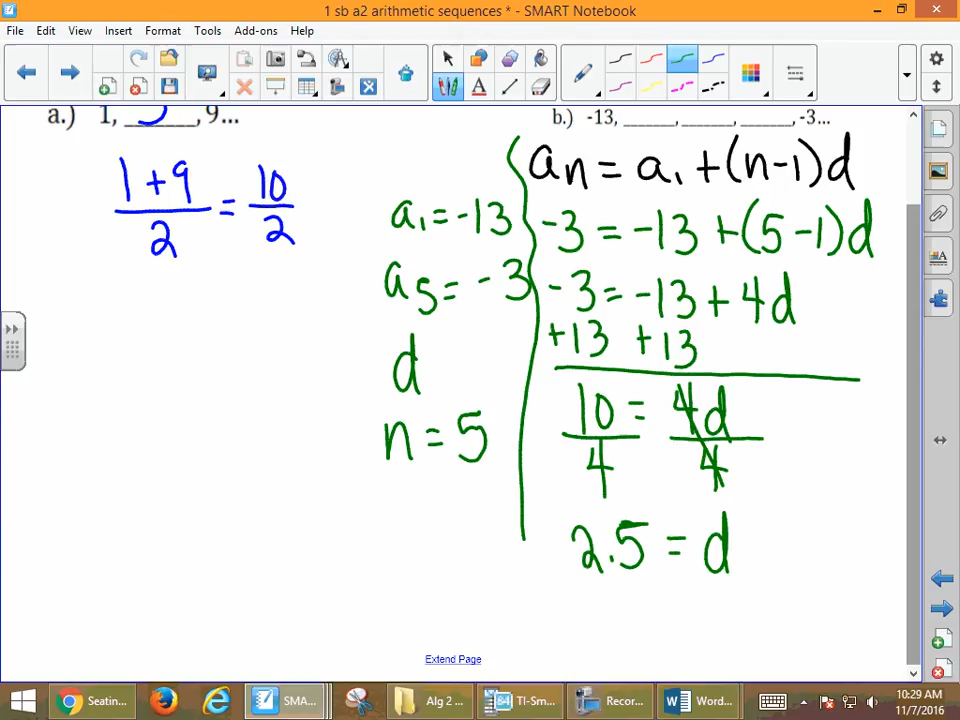 1 sb a2 arithmetic sequences * - SMART Notebook
File Edit View Insert Format Tools Add-ons Help
a.) 1, ______, 9...
b.) -13, _____, _____, _____, -3...
1 + 9 / 2 = 10 / 2
a₁ = -13
a₅ = -3
d
n = 5
aₙ = a₁ + (n-1)d
-3 = -13 + (5-1)d
-3 = -13 + 4d
+13 +13
10 / 4 = 4d / 4
2.5 = d
Extend Page
Seatin... SMA... Alg 2 ... TI-Sm... Recor... Word...
10:29 AM
11/7/2016